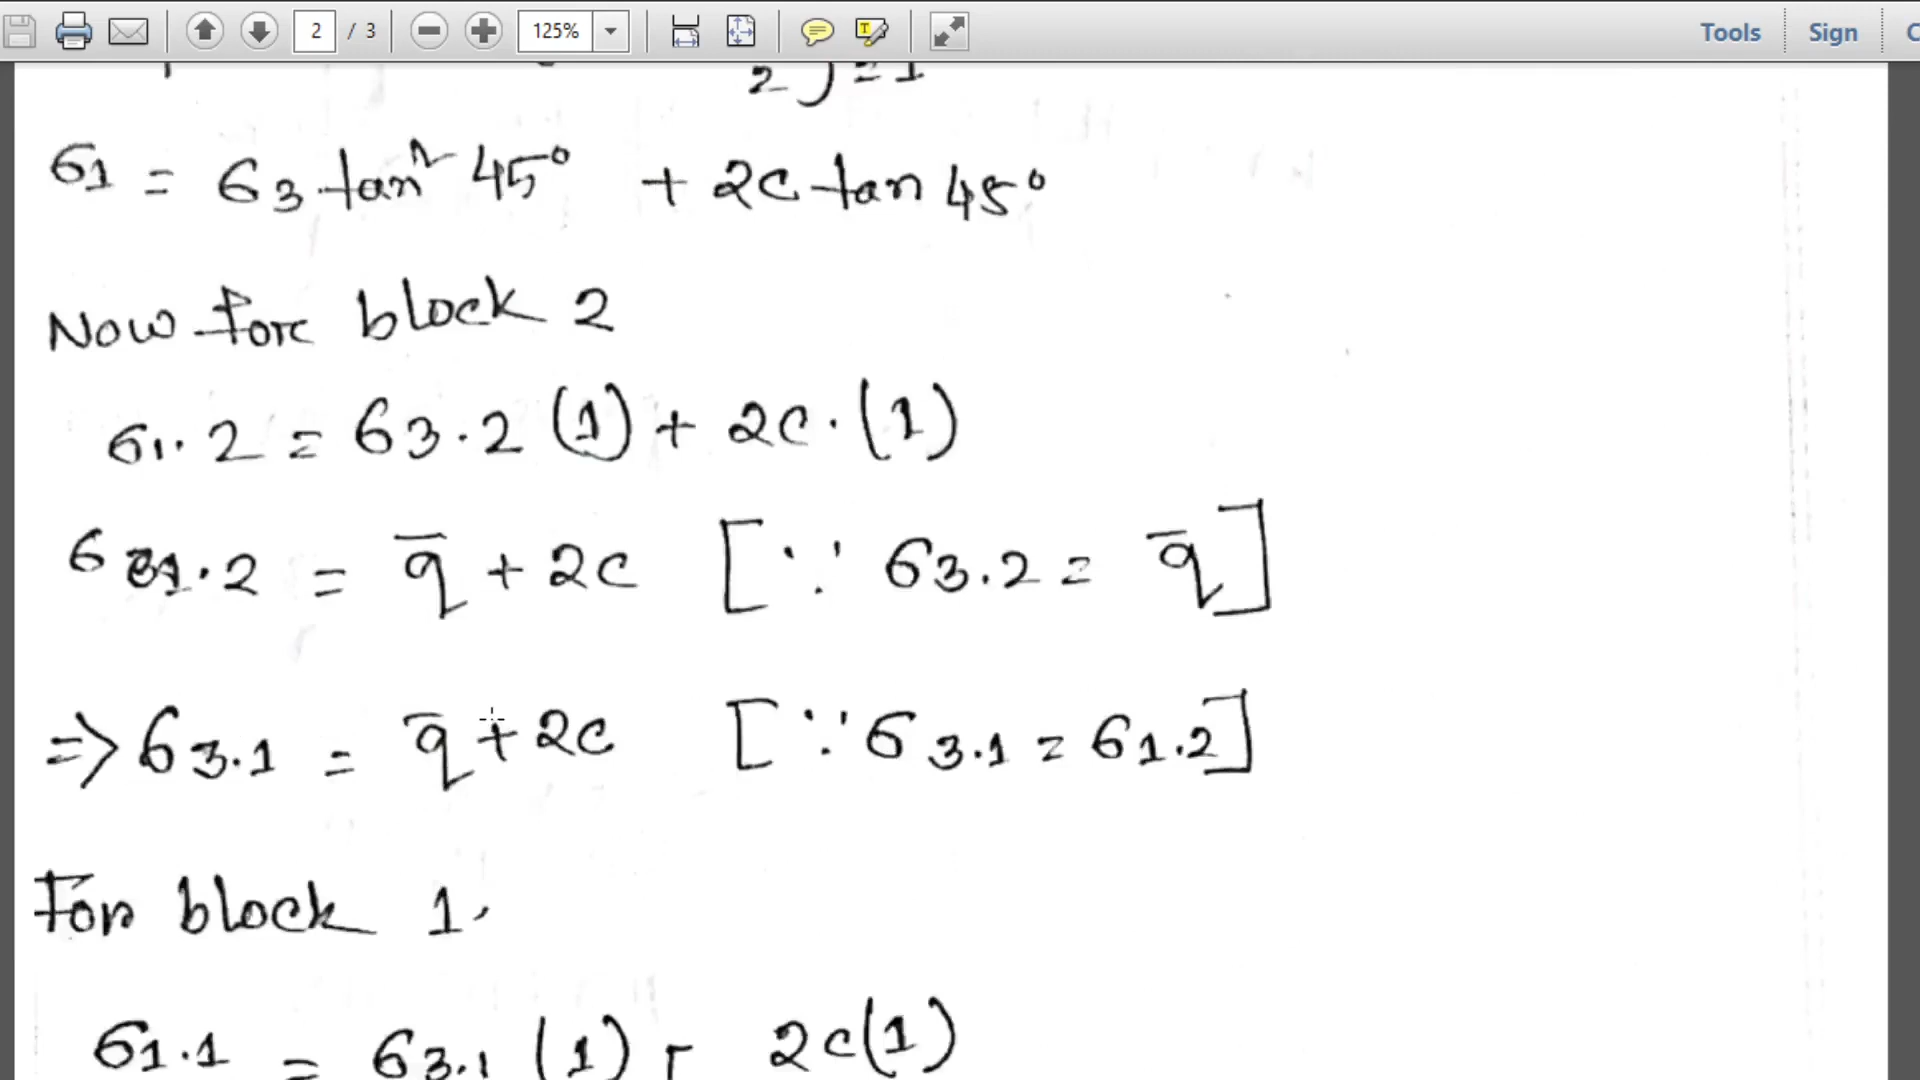 2 / 3 125% Tools Sign C
2) = 1
σ1 = σ3 tan² 45° + 2c tan 45°
Now for block 2
σ1.2 = σ3.2 (1) + 2c.(1)
σ1.2 = q̄ + 2c [∵ σ3.2 = q̄]
=> σ3.1 = q̄ + 2c [∵ σ3.1 = σ1.2]
For block 1.
σ1.1 = σ3.1 (1) + 2c(1)